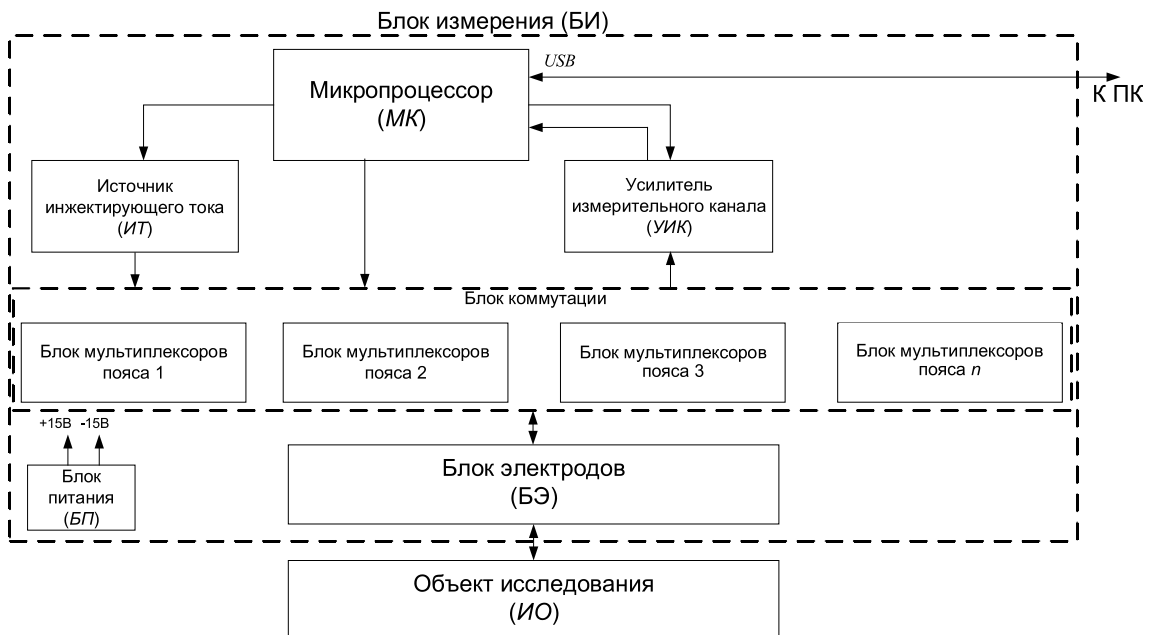 Блок измерения (БИ)
USB
К ПК
Микропроцессор
(МК)
Источник
инжектирующего тока
(ИТ)
Усилитель
измерительного канала
(УИК)
Блок коммутации
Блок мультиплексоров
пояса 1
Блок мультиплексоров
пояса 2
Блок мультиплексоров
пояса 3
Блок мультиплексоров
пояса n
+15В -15В
Блок
питания
(БП)
Блок электродов
(БЭ)
Объект исследования
(ИО)